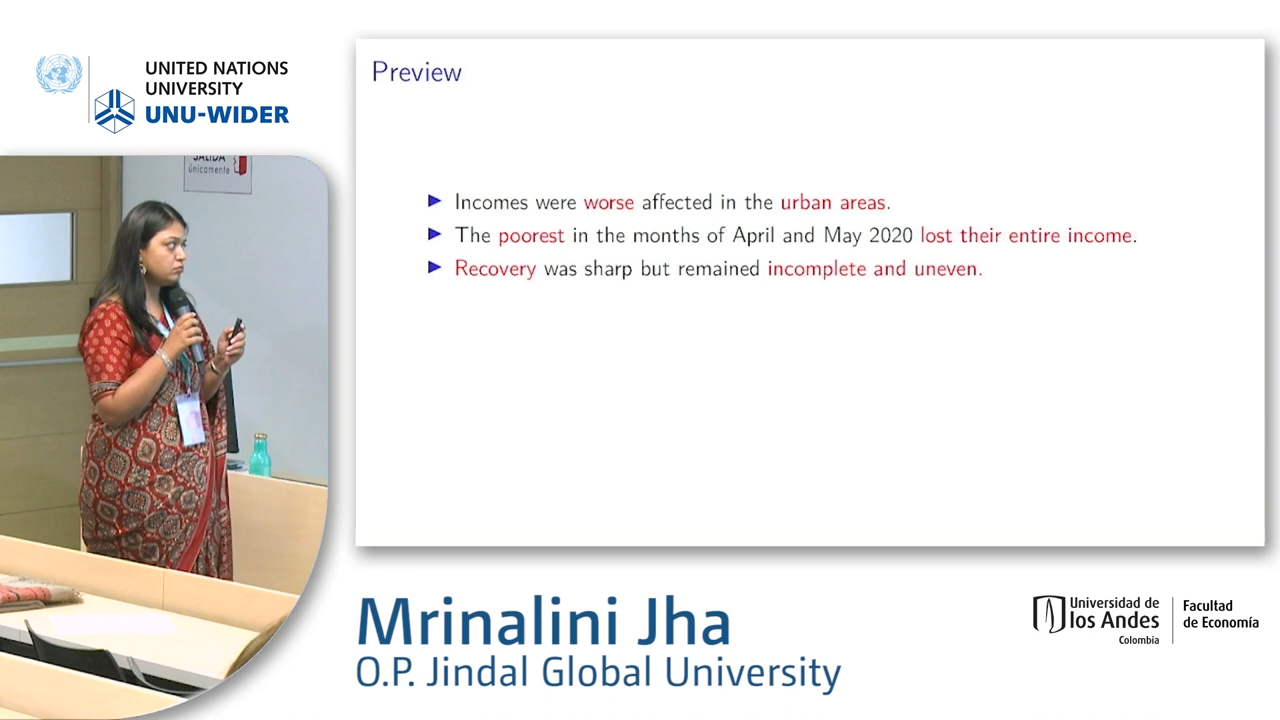 UNITED NATIONS
UNIVERSITY
UNU-WIDER
SALIDA
únicamente
Preview
Incomes were worse affected in the urban areas.
The poorest in the months of April and May 2020 lost their entire income.
Recovery was sharp but remained incomplete and uneven.
Mrinalini Jha
O.P. Jindal Global University
Universidad de
los Andes
Colombia
Facultad
de Economía